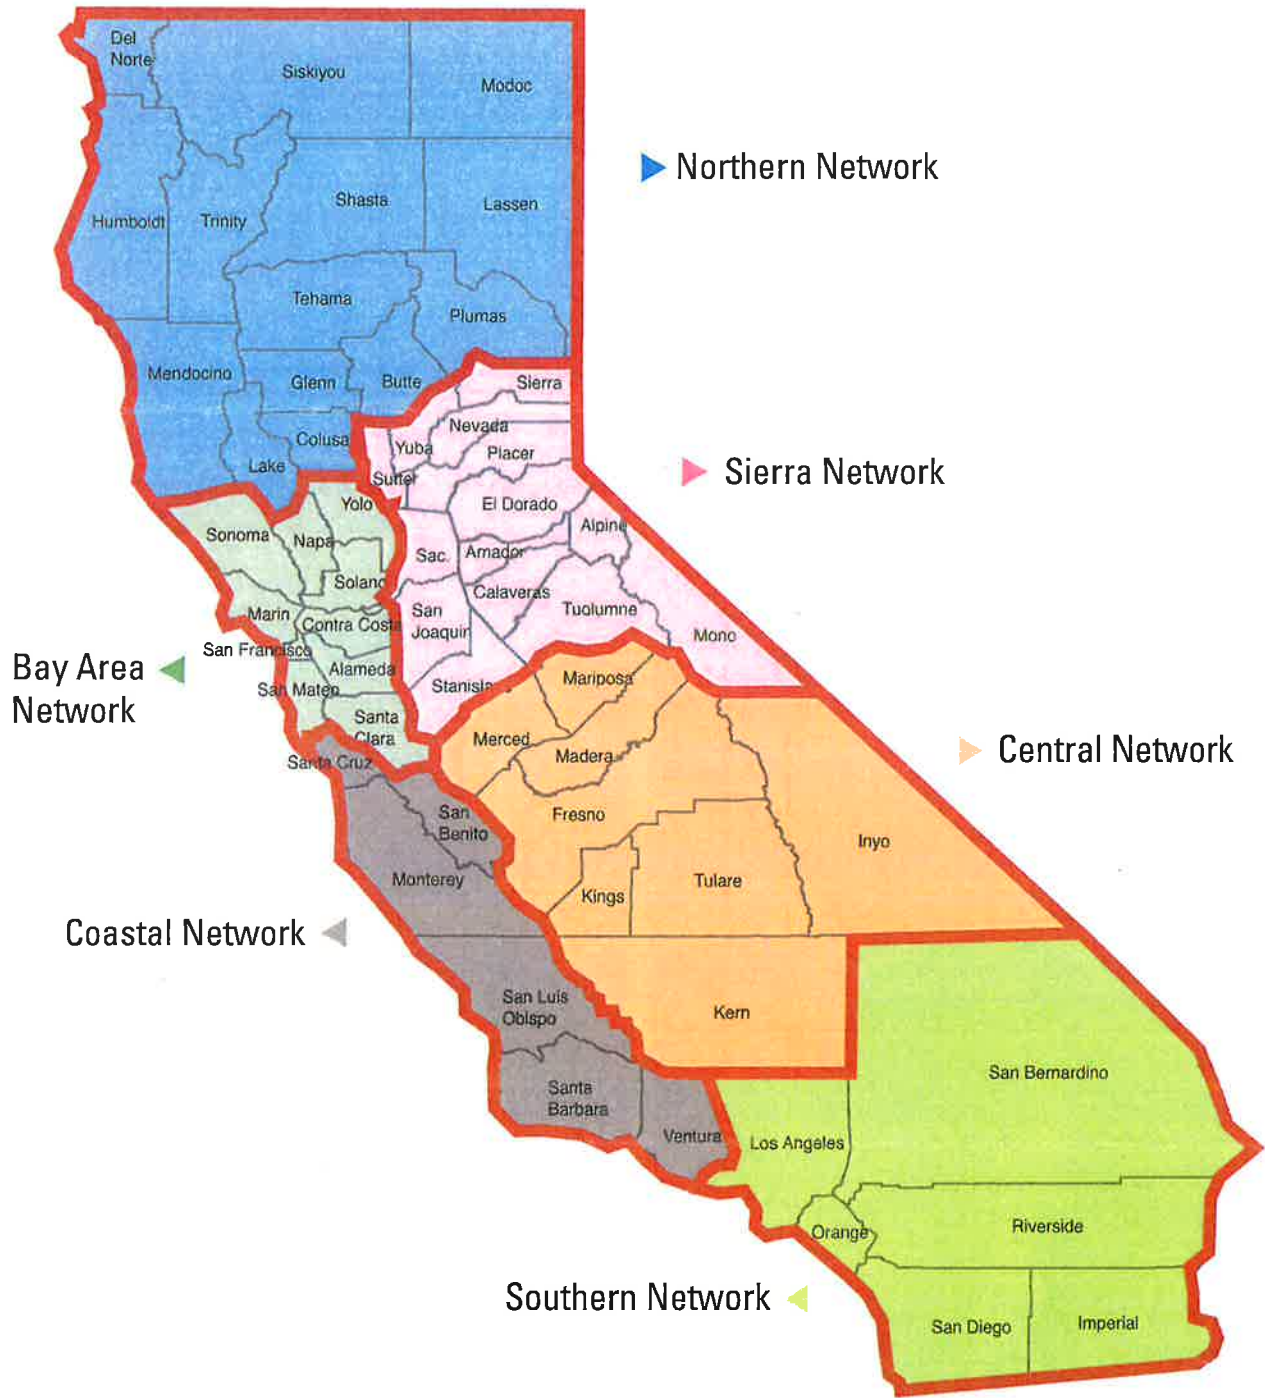 Del
Norte
Siskiyou
Modoc
Northern Network
Humboldt
Trinity
Shasta
Lassen
Tehama
Plumas
Mendocino
Glenn
Butte
Sierra
Colusa
Nevada
Yuba
Placer
Lake
Sutter
Sierra Network
Yolo
El Dorado
Sonoma
Napa
Alpine
Sac.
Amador
Solano
Calaveras
Marin
Contra Costa
San
Joaquin
Tuolumne
Mono
San Francisco
Alameda
Bay Area
Network
San Mateo
Mariposa
Santa
Clara
Merced
Madera
Central Network
Santa Cruz
San
Benito
Fresno
Inyo
Monterey
Kings
Tulare
Coastal Network
San Luis
Obispo
Kern
San Bernardino
Santa
Barbara
Ventura
Los Angeles
Orange
Riverside
Southern Network
San Diego
Imperial